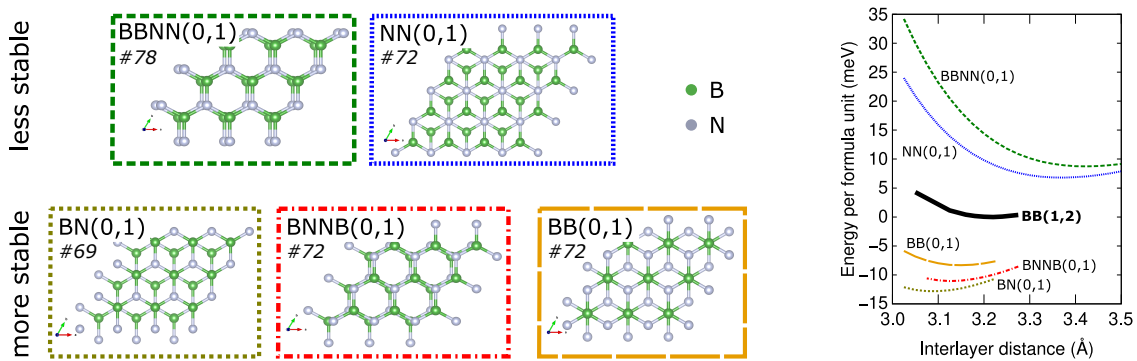 less stable
BBNN(0,1)
#78
NN(0,1)
#72
B
N
more stable
BN(0,1)
#69
BNNB(0,1)
#72
BB(0,1)
#72
Energy per formula unit (meV)
35
30
25
20
15
10
5
0
−5
−10
−15
BBNN(0,1)
NN(0,1)
BB(1,2)
BB(0,1)
BNNB(0,1)
BN(0,1)
3.0 3.1 3.2 3.3 3.4 3.5
Interlayer distance (Å)